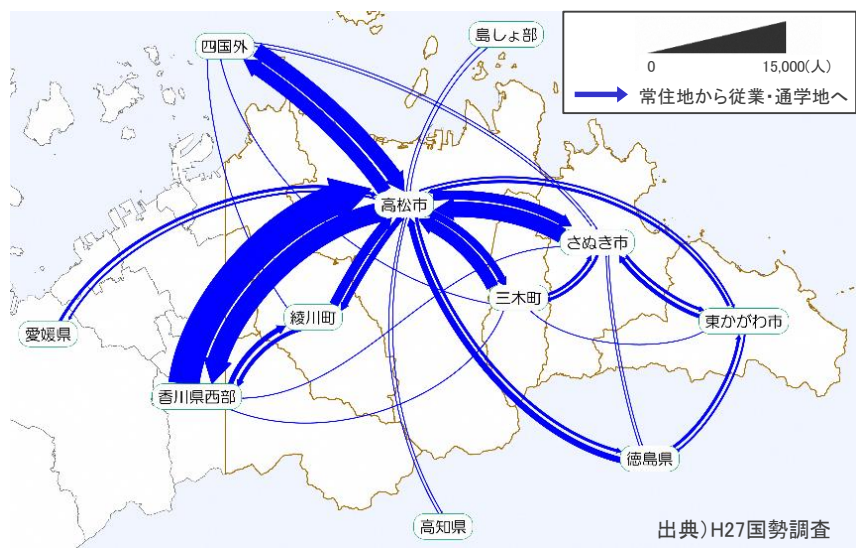 四国外
島しょ部
0 15,000(人)
常住地から従業・通学地へ
高松市
さぬき市
三木町
綾川町
東かがわ市
愛媛県
香川県西部
徳島県
高知県
出典）H27国勢調査